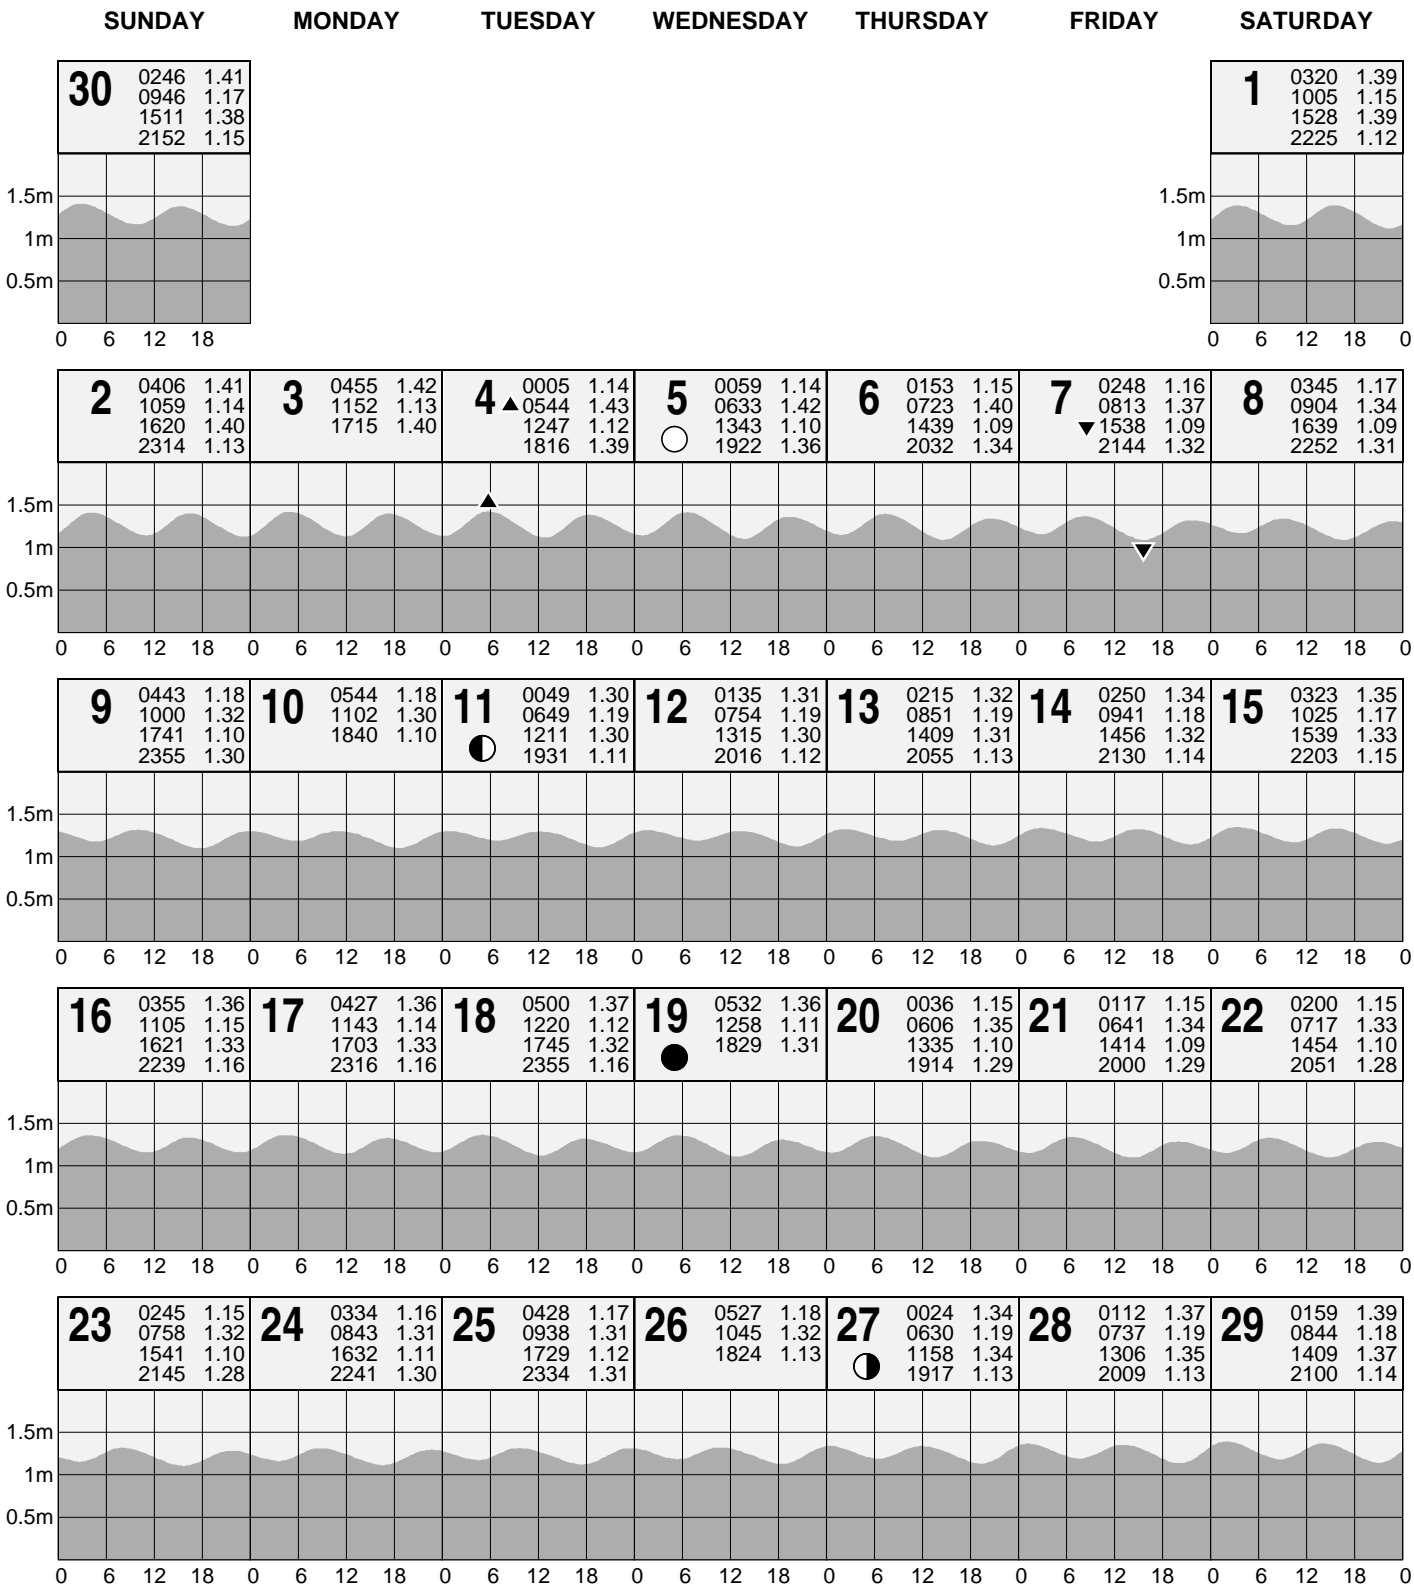 SUNDAY MONDAY TUESDAY WEDNESDAY THURSDAY FRIDAY SATURDAY
30 0246 1.41
0946 1.17
1511 1.38
2152 1.15
1 0320 1.39
1005 1.15
1528 1.39
2225 1.12
1.5m 1.5m
1m 1m
0.5m 0.5m
0 6 12 18 0 6 12 18 0
2 0406 1.41
1059 1.14
1620 1.40
2314 1.13
3 0455 1.42
1152 1.13
1715 1.40
4 0005 1.14
0544 1.43
1247 1.12
1816 1.39
5 0059 1.14
0633 1.42
1343 1.10
1922 1.36
6 0153 1.15
0723 1.40
1439 1.09
2032 1.34
7 0248 1.16
0813 1.37
1538 1.09
2144 1.32
8 0345 1.17
0904 1.34
1639 1.09
2252 1.31
1.5m
1m
0.5m
0 6 12 18 0 6 12 18 0 6 12 18 0 6 12 18 0 6 12 18 0 6 12 18 0 6 12 18 0
9 0443 1.18
1000 1.32
1741 1.10
2355 1.30
10 0544 1.18
1102 1.30
1840 1.10
11 0049 1.30
0649 1.19
1211 1.30
1931 1.11
12 0135 1.31
0754 1.19
1315 1.30
2016 1.12
13 0215 1.32
0851 1.19
1409 1.31
2055 1.13
14 0250 1.34
0941 1.18
1456 1.32
2130 1.14
15 0323 1.35
1025 1.17
1539 1.33
2203 1.15
1.5m
1m
0.5m
0 6 12 18 0 6 12 18 0 6 12 18 0 6 12 18 0 6 12 18 0 6 12 18 0 6 12 18 0
16 0355 1.36
1105 1.15
1621 1.33
2239 1.16
17 0427 1.36
1143 1.14
1703 1.33
2316 1.16
18 0500 1.37
1220 1.12
1745 1.32
2355 1.16
19 0532 1.36
1258 1.11
1829 1.31
20 0036 1.15
0606 1.35
1335 1.10
1914 1.29
21 0117 1.15
0641 1.34
1414 1.09
2000 1.29
22 0200 1.15
0717 1.33
1454 1.10
2051 1.28
1.5m
1m
0.5m
0 6 12 18 0 6 12 18 0 6 12 18 0 6 12 18 0 6 12 18 0 6 12 18 0 6 12 18 0
23 0245 1.15
0758 1.32
1541 1.10
2145 1.28
24 0334 1.16
0843 1.31
1632 1.11
2241 1.30
25 0428 1.17
0938 1.31
1729 1.12
2334 1.31
26 0527 1.18
1045 1.32
1824 1.13
27 0024 1.34
0630 1.19
1158 1.34
1917 1.13
28 0112 1.37
0737 1.19
1306 1.35
2009 1.13
29 0159 1.39
0844 1.18
1409 1.37
2100 1.14
1.5m
1m
0.5m
0 6 12 18 0 6 12 18 0 6 12 18 0 6 12 18 0 6 12 18 0 6 12 18 0 6 12 18 0